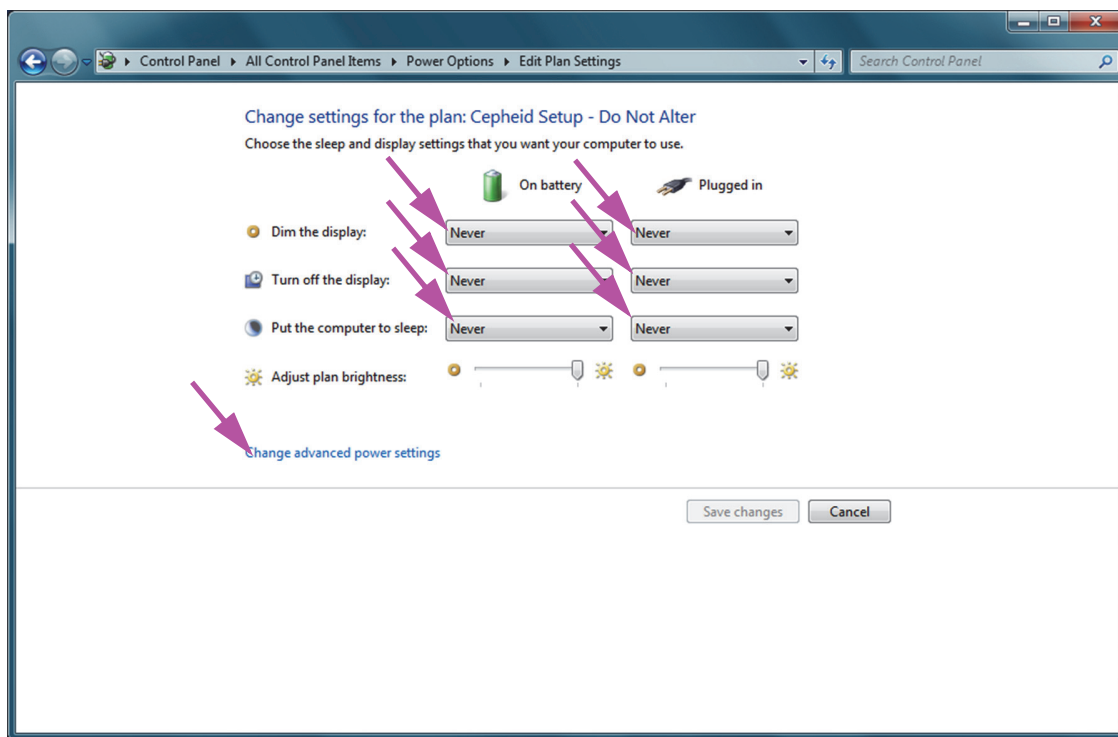 Control Panel All Control Panel Items Power Options Edit Plan Settings Search Control Panel
Change settings for the plan: Cepheid Setup - Do Not Alter
Choose the sleep and display settings that you want your computer to use.
On battery Plugged in
Dim the display: Never Never
Turn off the display: Never Never
Put the computer to sleep: Never Never
Adjust plan brightness:
Change advanced power settings
Save changes Cancel